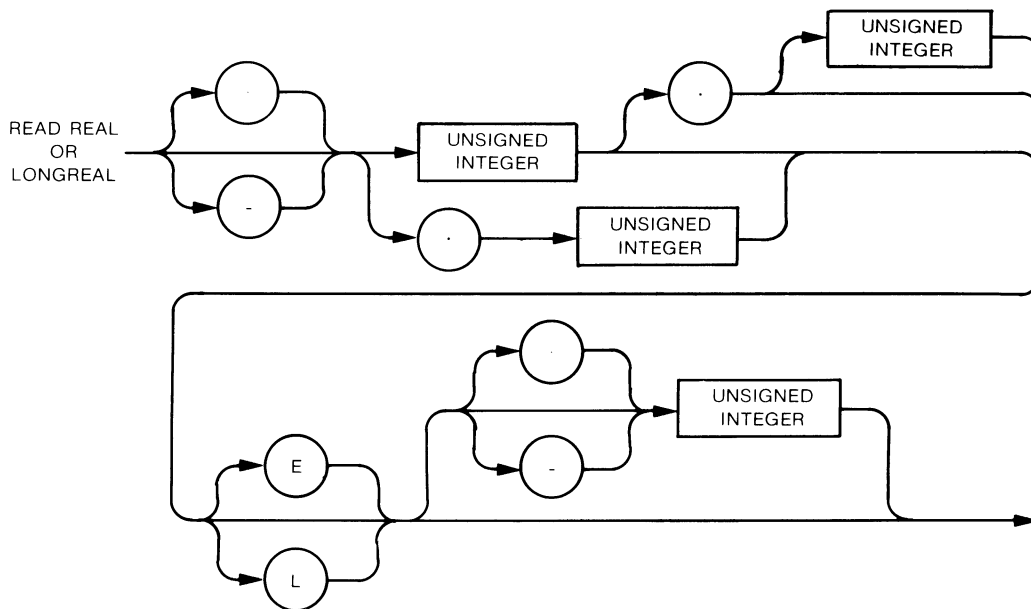 UNSIGNED
INTEGER
READ REAL
OR
LONGREAL
.
UNSIGNED
INTEGER
-
.
UNSIGNED
INTEGER
UNSIGNED
INTEGER
E
-
L